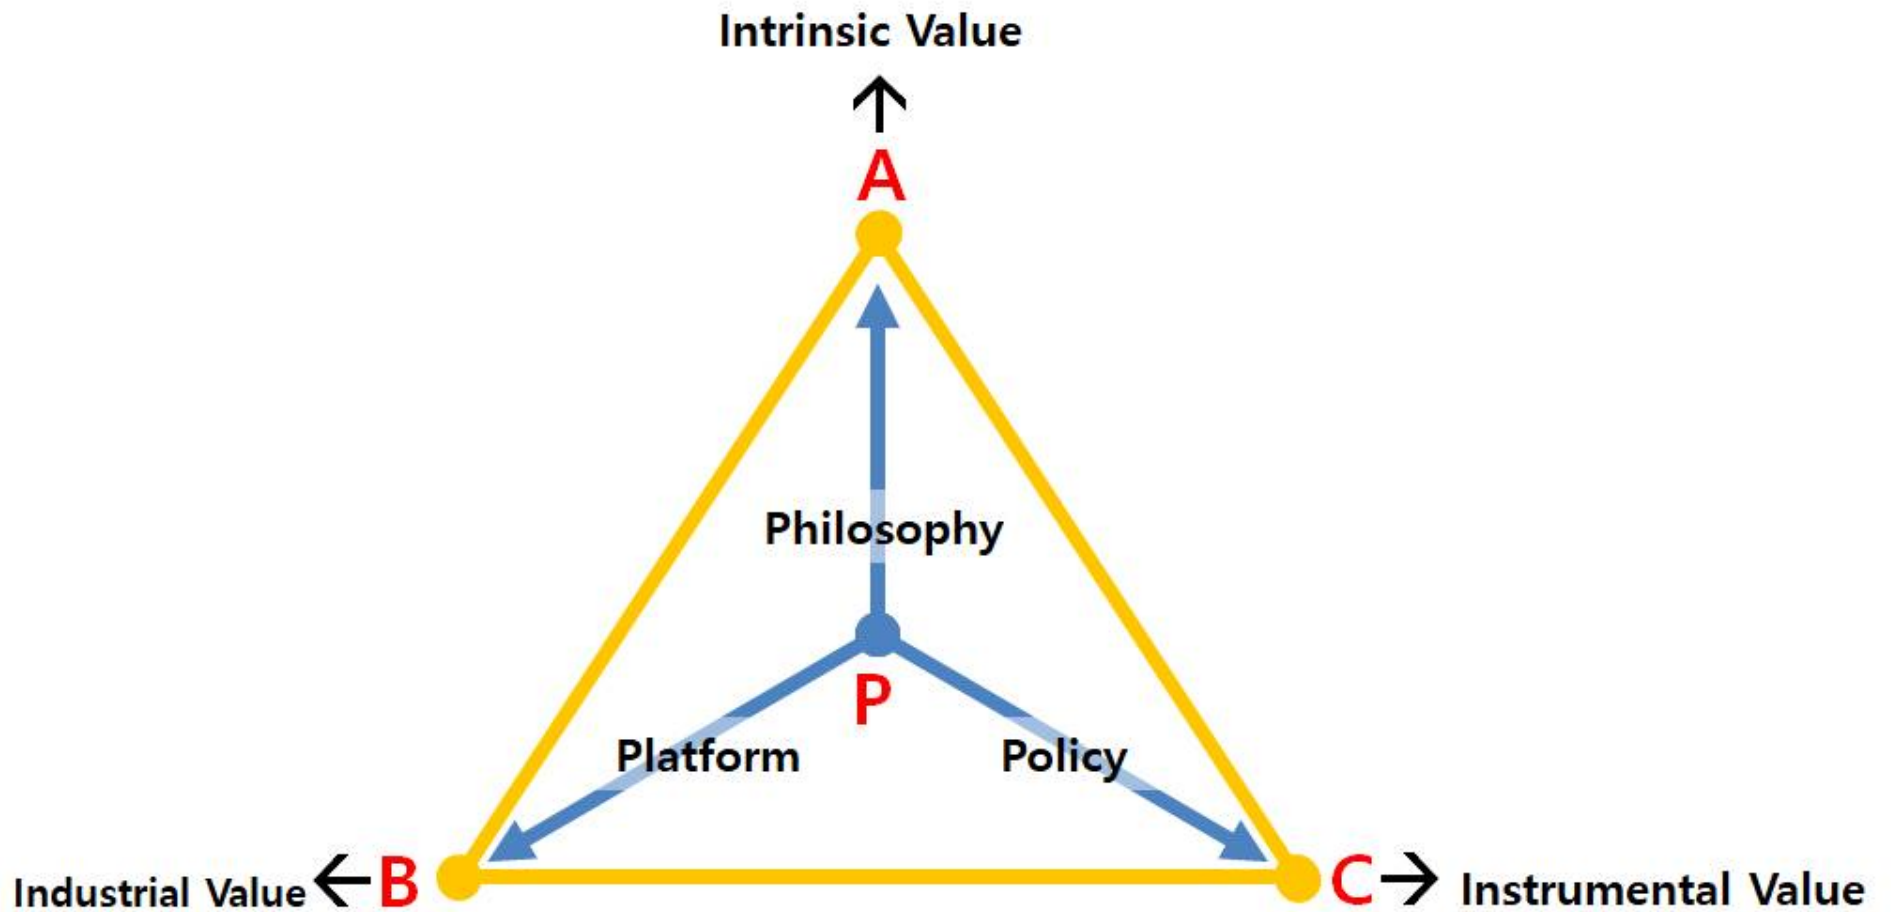 Intrinsic Value
↑
A
Philosophy
P
Platform
Policy
Industrial Value ← B
C → Instrumental Value